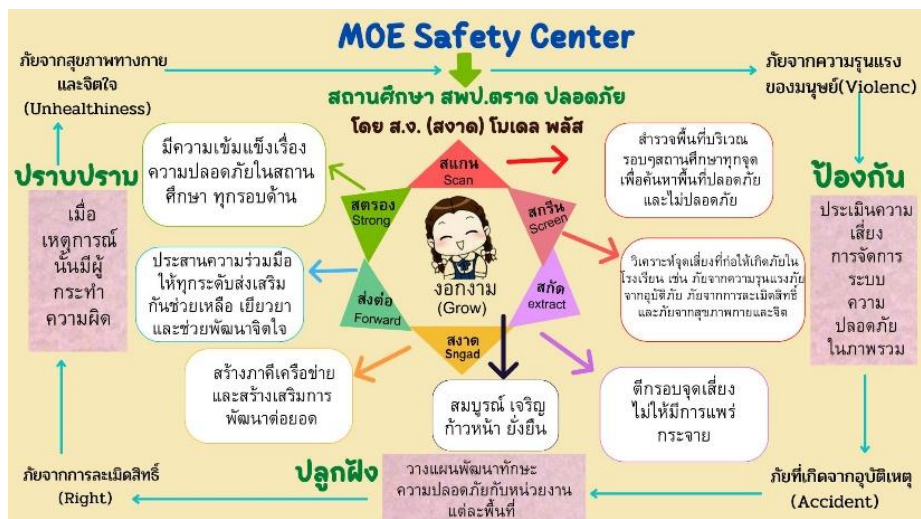 MOE Safety Center
ภัยจากสุขภาพทางกาย
และจิตใจ
(Unhealthiness)
ภัยจากความรุนแรง
ของมนุษย์(Violenc)
สถานศึกษา สพป.ตราด ปลอดภัย
โดย ส.ง. (สงาด) โมเดล พลัส
ปราบปราม
เมื่อ
เหตุการณ์
นั้นมีผู้
กระทำ
ความผิด
มีความเข้มแข็งเรื่อง
ความปลอดภัยในสถาน
ศึกษา ทุกรอบด้าน
สแกน
Scan
สำรวจพื้นที่บริเวณ
รอบๆสถานศึกษาทุกจุด
เพื่อค้นหาพื้นที่ปลอดภัย
และไม่ปลอดภัย
ป้องกัน
ประเมินความ
เสี่ยง
การจัดการ
ระบบ
ความ
ปลอดภัย
ในภาพรวม
สตรอง
Strong
สกรีน
Screen
ประสานความร่วมมือ
ให้ทุกระดับส่งเสริม
กันช่วยเหลือ เยียวยา
และช่วยพัฒนาจิตใจ
ส่งต่อ
Forward
งอกงาม
(Grow)
สกัด
extract
วิเคราะห์จุดเสี่ยงที่ก่อให้เกิดภัยใน
โรงเรียน เช่น ภัยจากความรุนแรงภัย
จากอุบัติภัย ภัยจากการละเมิดสิทธิ์
และภัยจากสุขภาพกายและจิต
สงาด
Sngad
สร้างภาคีเครือข่าย
และสร้างเสริมการ
พัฒนาต่อยอด
สมบูรณ์ เจริญ
ก้าวหน้า ยั่งยืน
ตีกรอบจุดเสี่ยง
ไม่ให้มีการแพร่
กระจาย
ภัยจากการละเมิดสิทธิ์
(Right)
ปลูกฝัง
วางแผนพัฒนาทักษะ
ความปลอดภัยกับหน่วยงาน
แต่ละพื้นที่
ภัยที่เกิดจากอุบัติเหตุ
(Accident)